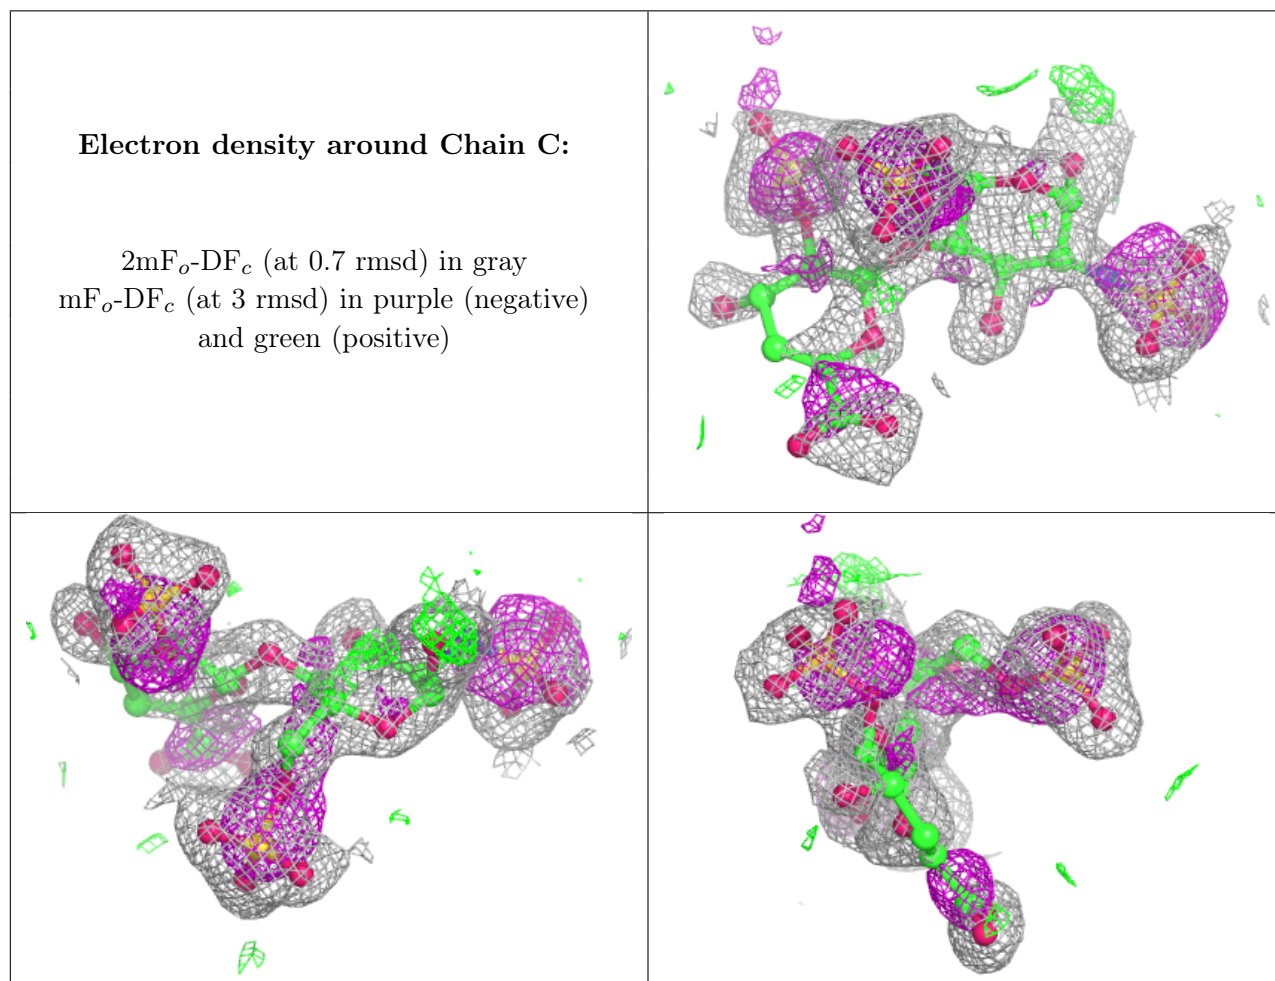 Electron density around Chain C:
2mFₒ-DF𝒸 (at 0.7 rmsd) in gray
mFₒ-DF𝒸 (at 3 rmsd) in purple (negative)
and green (positive)